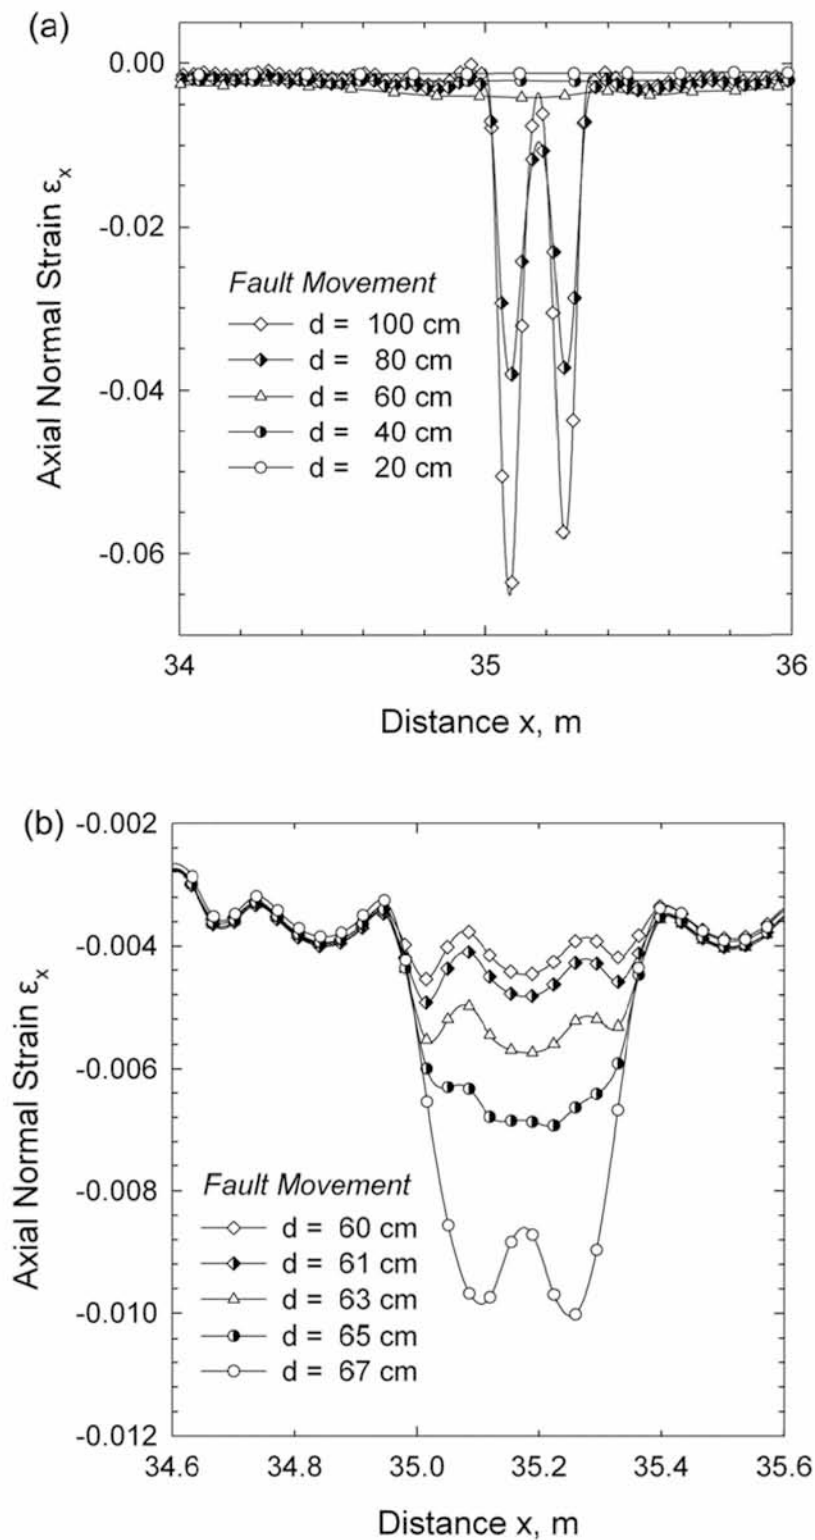 (a)
0.00
-0.02
-0.04
-0.06
Axial Normal Strain εx
Fault Movement
d = 100 cm
d = 80 cm
d = 60 cm
d = 40 cm
d = 20 cm
34
35
36
Distance x, m
(b)
-0.002
-0.004
-0.006
-0.008
-0.010
-0.012
Axial Normal Strain εx
Fault Movement
d = 60 cm
d = 61 cm
d = 63 cm
d = 65 cm
d = 67 cm
34.6
34.8
35.0
35.2
35.4
35.6
Distance x, m